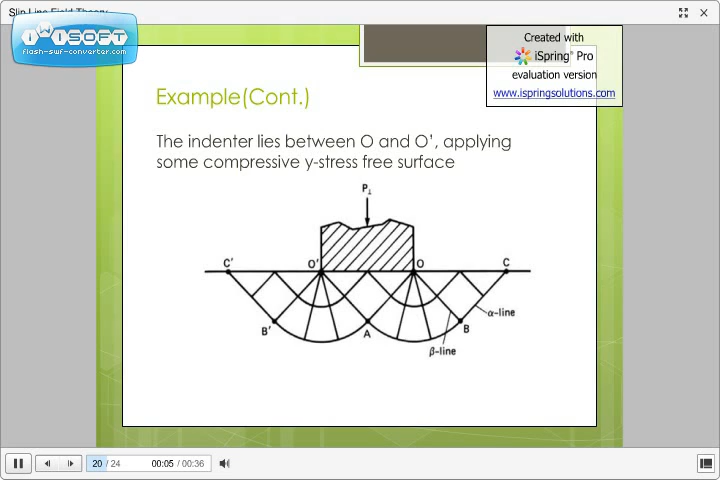 Slip Line Field Theory
iWiSOFT
flash-swf-converter.com
Created with
iSpring® Pro
evaluation version
www.ispringsolutions.com
Example(Cont.)
The indenter lies between O and O’, applying
some compressive y-stress free surface
P⊥
C'
O'
O
C
B'
A
B
α-line
β-line
20 / 24
00:05 / 00:36